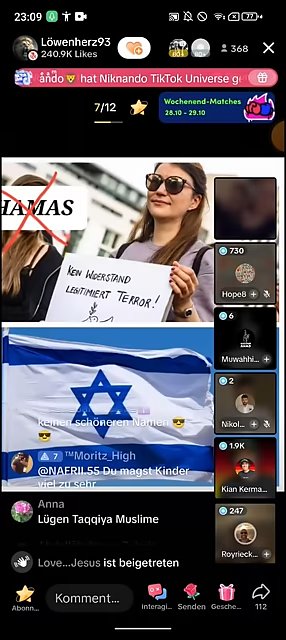 23:09
77
Löwenherz93
240.9K Likes
368
hat Niknando TikTok Universe ge
7/12
Wochenend-Matches
28.10 - 29.10
HAMAS
KEIN WIDERSTAND
LEGITIMIERT TERROR!
730
Hope8
6
Muwahhi...
2
Nikol...
1.9K
Kian Kerma...
247
Royrieck...
keinen schöneren Namen 😎
😎
7 ™Moritz_High
@NAFRII.55 Du magst Kinder
viel zu sehr
Anna
Lügen Taqqiya Muslime
Love...Jesus ist beigetreten
Abonn...
Komment...
Interagi...
Senden
Gesche...
112